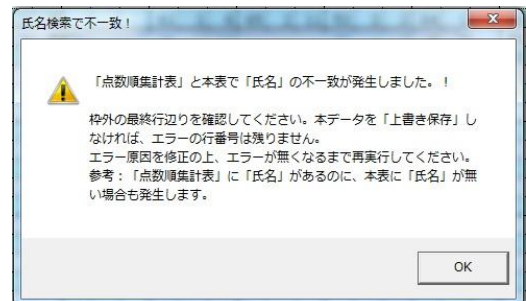 氏名検索で不一致！
「点数順集計表」と本表で「氏名」の不一致が発生しました。！
枠外の最終行辺りを確認してください。本データを「上書き保存」し
なければ、エラーの行番号は残りません。
エラー原因を修正の上、エラーが無くなるまで再実行してください。
参考：「点数順集計表」に「氏名」があるのに、本表に「氏名」が無
い場合も発生します。
OK